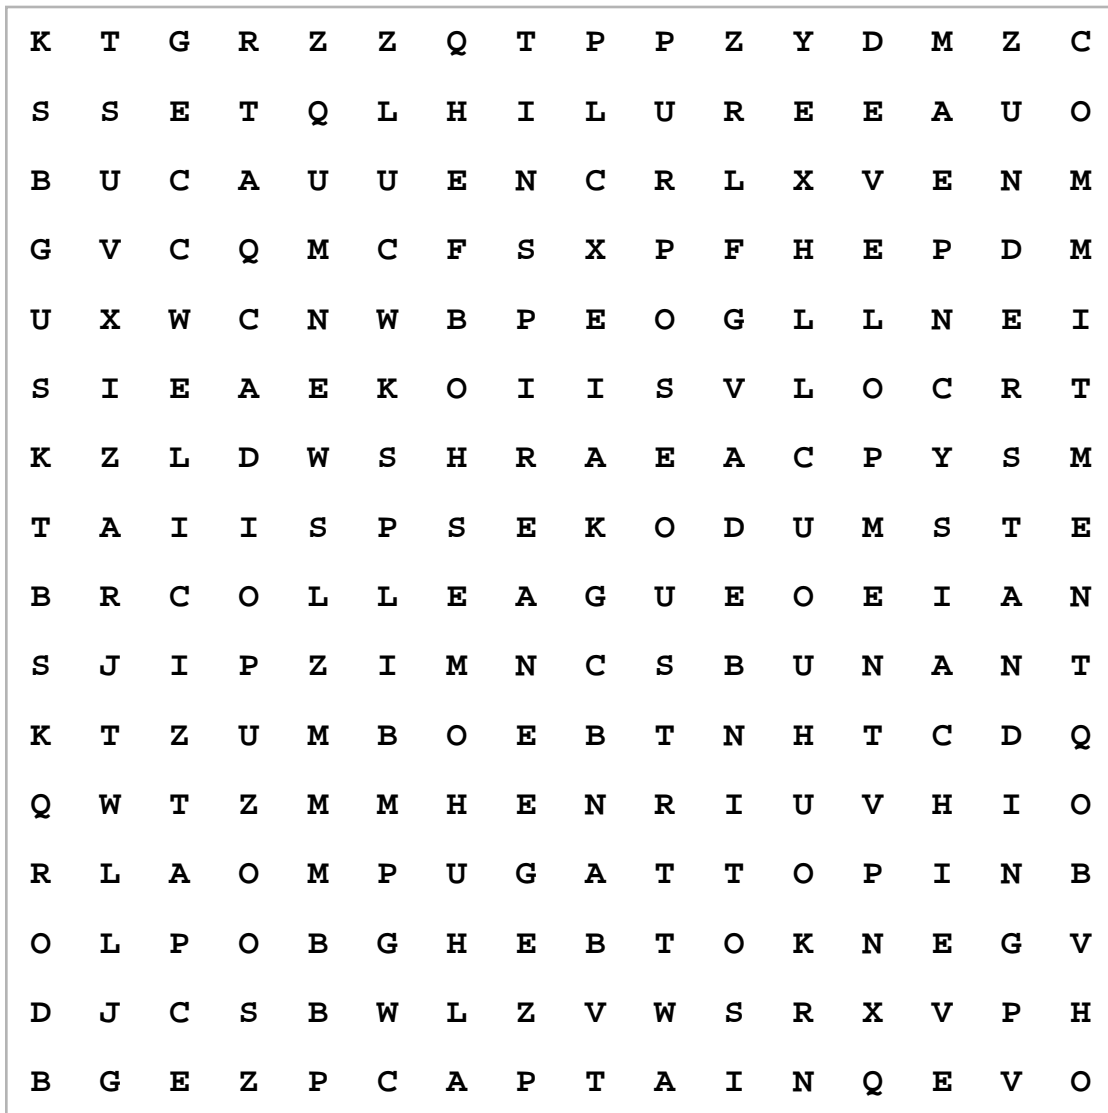 K T G R Z Z Q T P P Z Y D M Z C
S S E T Q L H I L U R E E A U O
B U C A U U E N C R L X V E N M
G V C Q M C F S X P F H E P D M
U X W C N W B P E O G L L N E I
S I E A E K O I I S V L O C R T
K Z L D W S H R A E A C P Y S M
T A I I S P S E K O D U M S T E
B R C O L L E A G U E O E I A N
S J I P Z I M N C S B U N A N T
K T Z U M B O E B T N H T C D Q
Q W T Z M M H E N R I U V H I O
R L A O M P U G A T T O P I N B
O L P O B G H E B T O K N E G V
D J C S B W L Z V W S R X V P H
B G E Z P C A P T A I N Q E V O